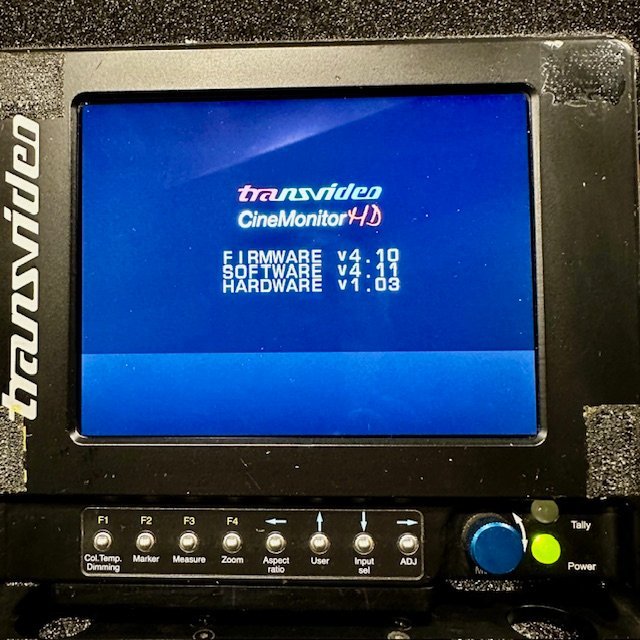 transvideo
transvideo
CineMonitorHD
FIRMWARE v4.10
SOFTWARE v4.11
HARDWARE v1.03
F1 F2 F3 F4
Col.Temp. Dimming
Marker
Measure
Zoom
Aspect ratio
User
Input sel
ADJ
Tally
Power